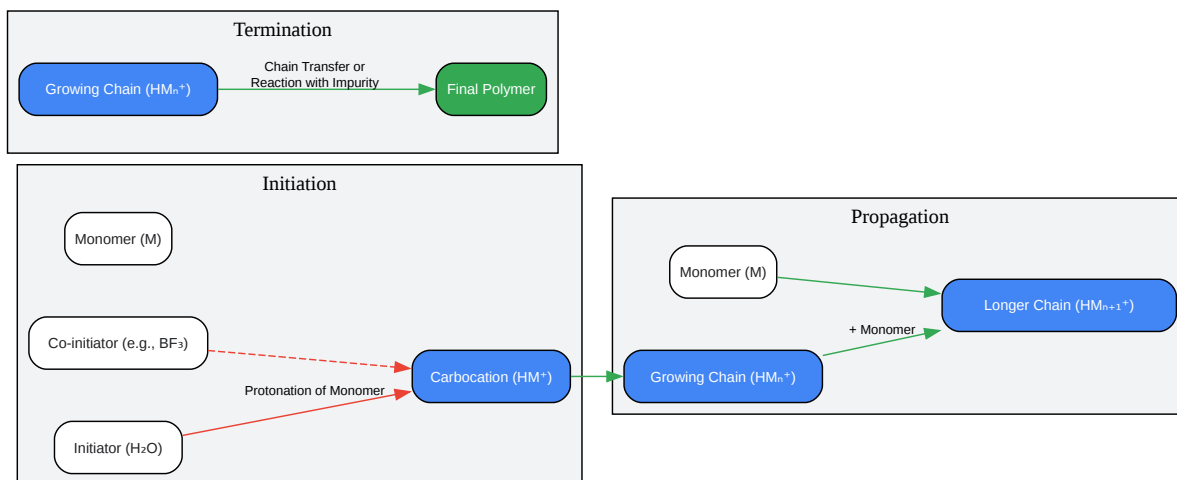 Termination
Growing Chain (HMₙ⁺)
Chain Transfer or
Reaction with Impurity
Final Polymer
Initiation
Monomer (M)
Co-initiator (e.g., BF₃)
Initiator (H₂O)
Protonation of Monomer
Carbocation (HM⁺)
Propagation
Monomer (M)
Growing Chain (HMₙ⁺)
+ Monomer
Longer Chain (HMₙ₊₁⁺)